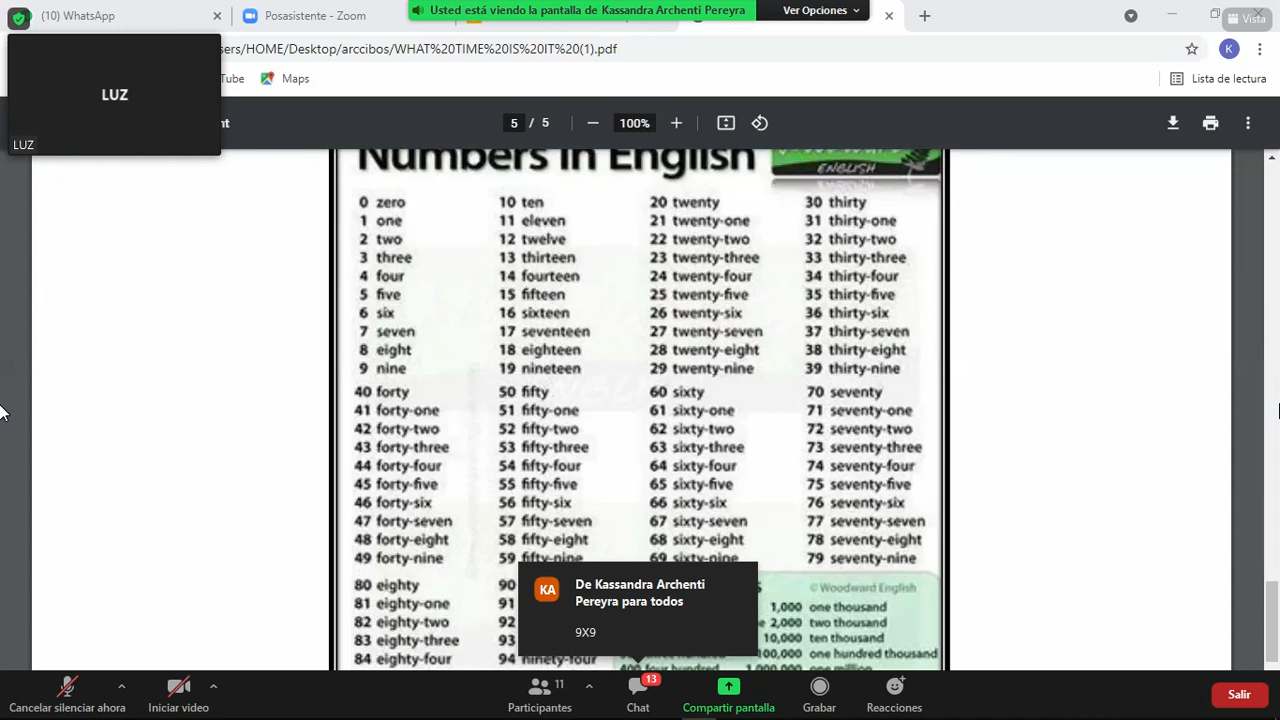 (10) WhatsApp
Posasistente - Zoom
Usted está viendo la pantalla de Kassandra Archenti Pereyra
Ver Opciones
Vista
sers/HOME/Desktop/arccibos/WHAT%20TIME%20IS%20IT%20(1).pdf
K
Tube
Maps
Lista de lectura
LUZ
LUZ
nt
5 / 5
100%
Numbers in English
ENGLISH
0 zero 10 ten 20 twenty 30 thirty
1 one 11 eleven 21 twenty-one 31 thirty-one
2 two 12 twelve 22 twenty-two 32 thirty-two
3 three 13 thirteen 23 twenty-three 33 thirty-three
4 four 14 fourteen 24 twenty-four 34 thirty-four
5 five 15 fifteen 25 twenty-five 35 thirty-five
6 six 16 sixteen 26 twenty-six 36 thirty-six
7 seven 17 seventeen 27 twenty-seven 37 thirty-seven
8 eight 18 eighteen 28 twenty-eight 38 thirty-eight
9 nine 19 nineteen 29 twenty-nine 39 thirty-nine
40 forty 50 fifty 60 sixty 70 seventy
41 forty-one 51 fifty-one 61 sixty-one 71 seventy-one
42 forty-two 52 fifty-two 62 sixty-two 72 seventy-two
43 forty-three 53 fifty-three 63 sixty-three 73 seventy-three
44 forty-four 54 fifty-four 64 sixty-four 74 seventy-four
45 forty-five 55 fifty-five 65 sixty-five 75 seventy-five
46 forty-six 56 fifty-six 66 sixty-six 76 seventy-six
47 forty-seven 57 fifty-seven 67 sixty-seven 77 seventy-seven
48 forty-eight 58 fifty-eight 68 sixty-eight 78 seventy-eight
49 forty-nine 59 fifty-nine 69 sixty-nine 79 seventy-nine
80 eighty 90 S © Woodward English
81 eighty-one 91 1,000 one thousand
82 eighty-two 92 2,000 two thousand
83 eighty-three 93 10,000 ten thousand
84 eighty-four 94 ninety-four 100,000 one hundred thousand
400 four hundred 1,000,000 one million
KA
De Kassandra Archenti
Pereyra para todos
9X9
Cancelar silenciar ahora
Iniciar video
11
Participantes
13
Chat
Compartir pantalla
Grabar
Reacciones
Salir